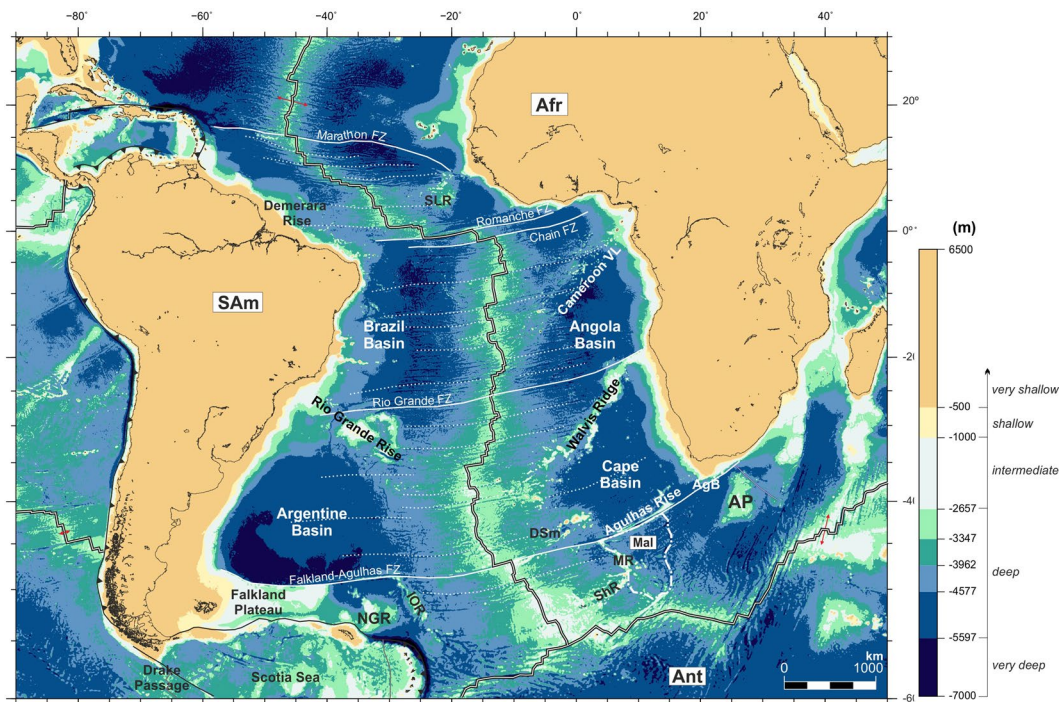 −80°
−60°
−40°
−20°
0°
20°
40°
20°
0°
−20
−40
−60
Afr
Marathon FZ
SLR
Demerara
Rise
Romanche FZ
Chain FZ
Cameroon VL
SAm
Brazil
Basin
Angola
Basin
Rio Grande FZ
Rio Grande Rise
Walvis Ridge
Cape
Basin
AgB
AP
Agulhas Rise
Argentine
Basin
DSm
Mal
MR
ShR
Falkland-Agulhas FZ
Falkland
Plateau
IOR
NGR
Drake
Passage
Scotia Sea
Ant
km
0 1000
(m)
6500
-500
-1000
-2657
-3347
-3962
-4577
-5597
-7000
very shallow
shallow
intermediate
deep
very deep